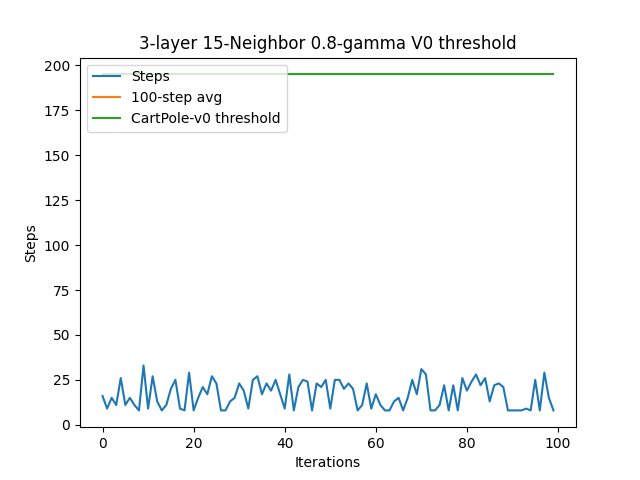 3-layer 15-Neighbor 0.8-gamma V0 threshold
Steps
100-step avg
CartPole-v0 threshold
200
175
150
125
100
75
50
25
0
Steps
0 20 40 60 80 100
Iterations